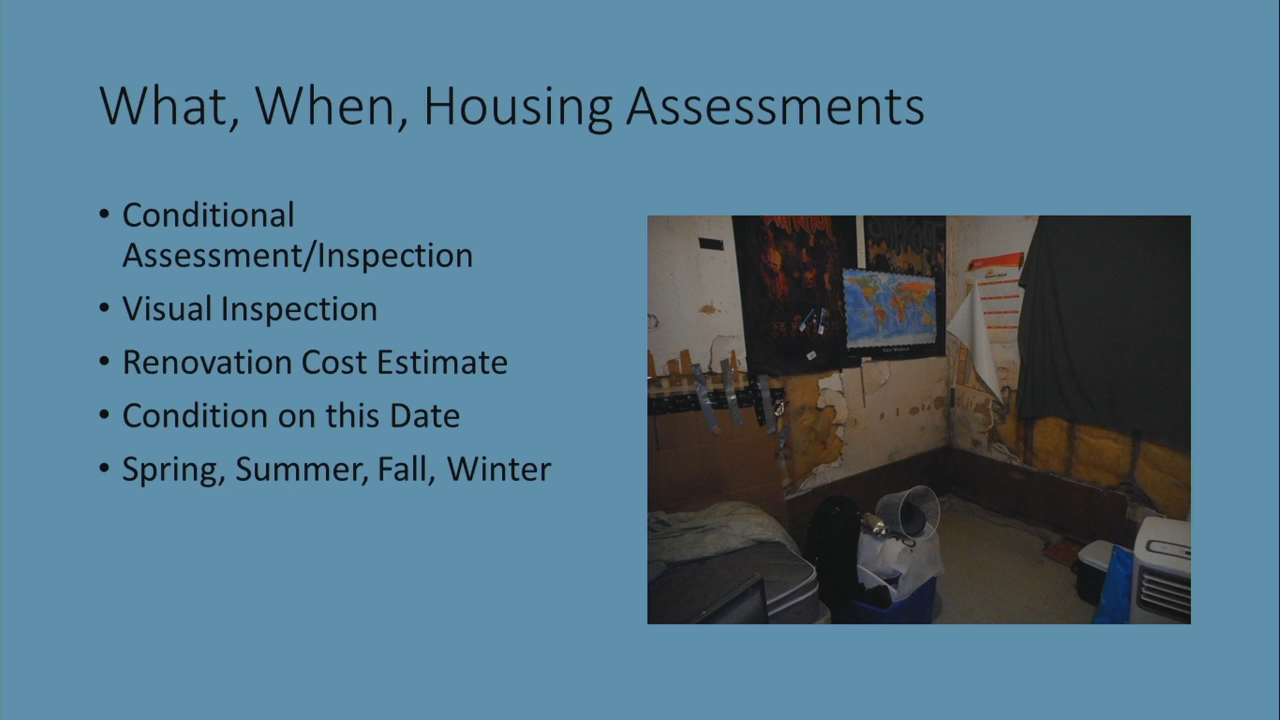 What, When, Housing Assessments
• Conditional
Assessment/Inspection
• Visual Inspection
• Renovation Cost Estimate
• Condition on this Date
• Spring, Summer, Fall, Winter